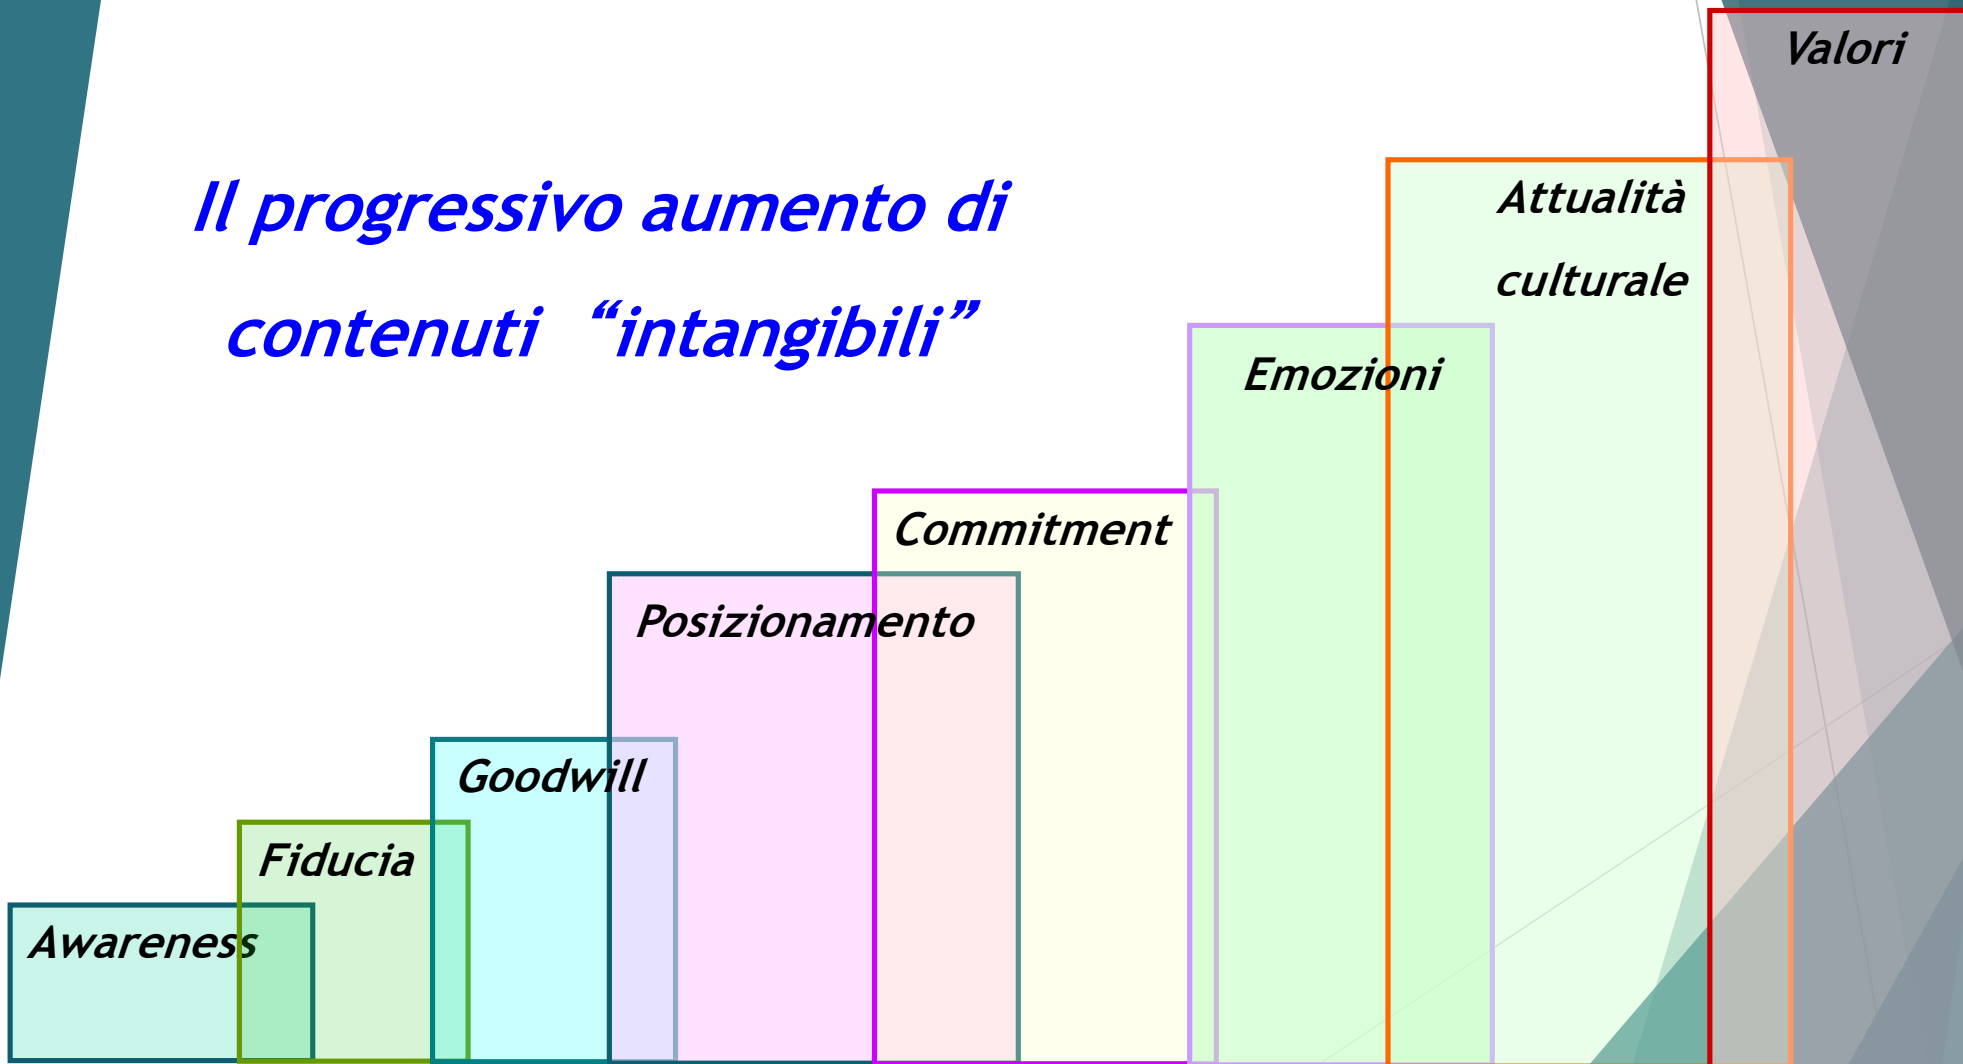 Il progressivo aumento di
contenuti “intangibili”
Valori
Attualità
culturale
Emozioni
Commitment
Posizionamento
Goodwill
Fiducia
Awareness